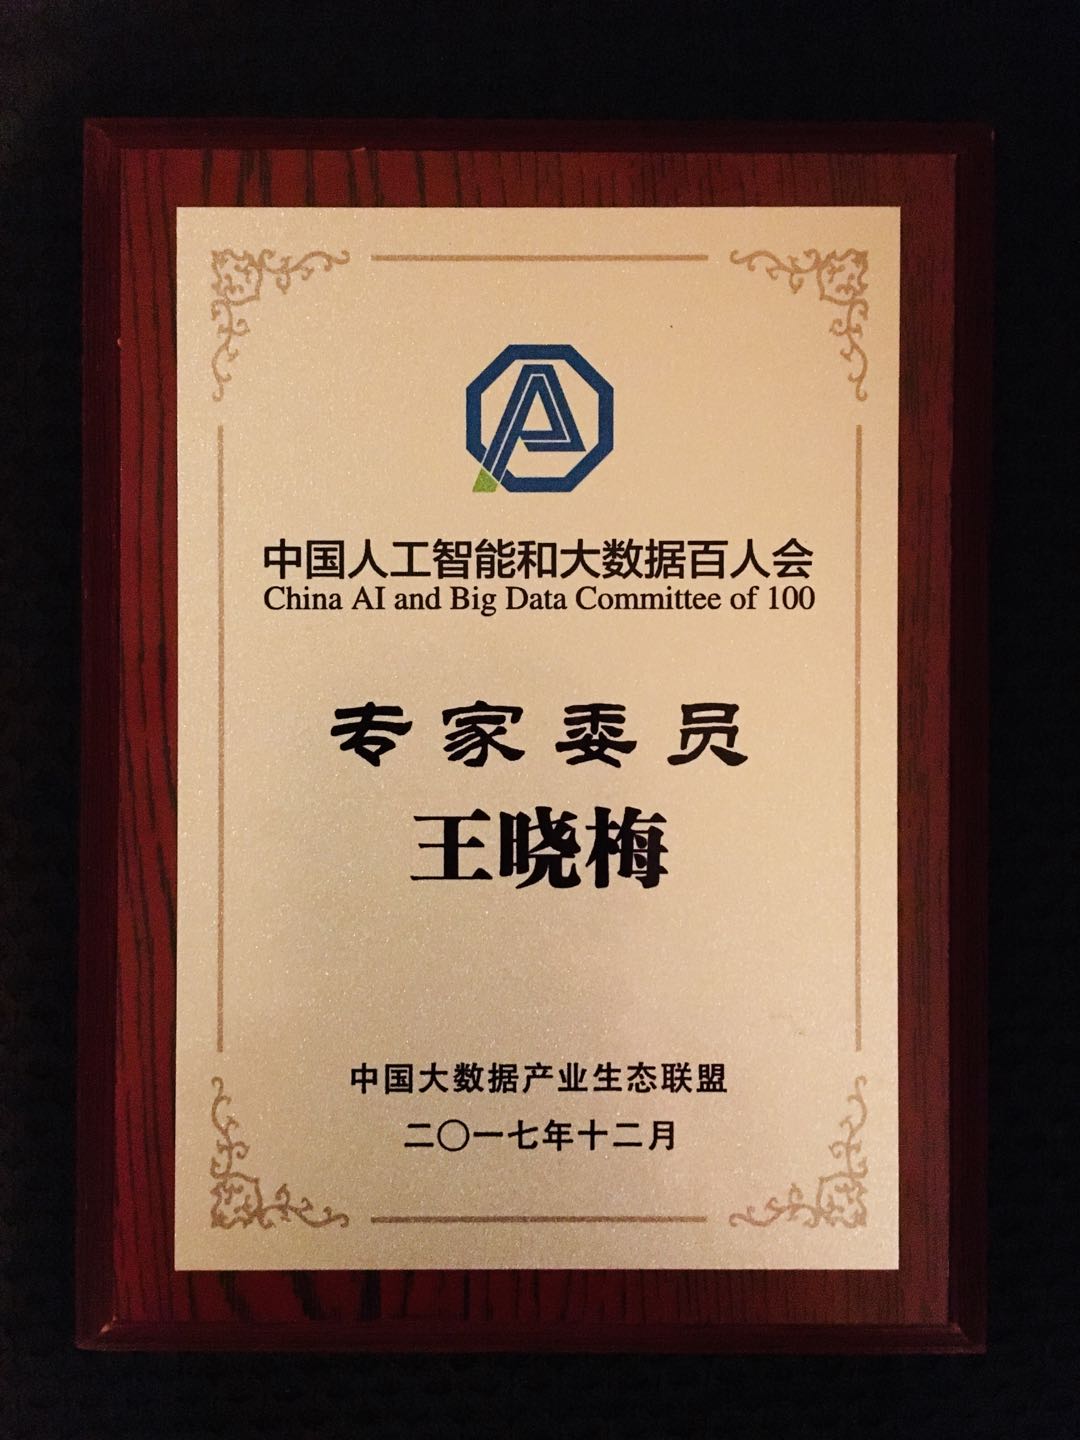 中国人工智能和大数据百人会
China AI and Big Data Committee of 100
专家委员
王晓梅
中国大数据产业生态联盟
二〇一七年十二月